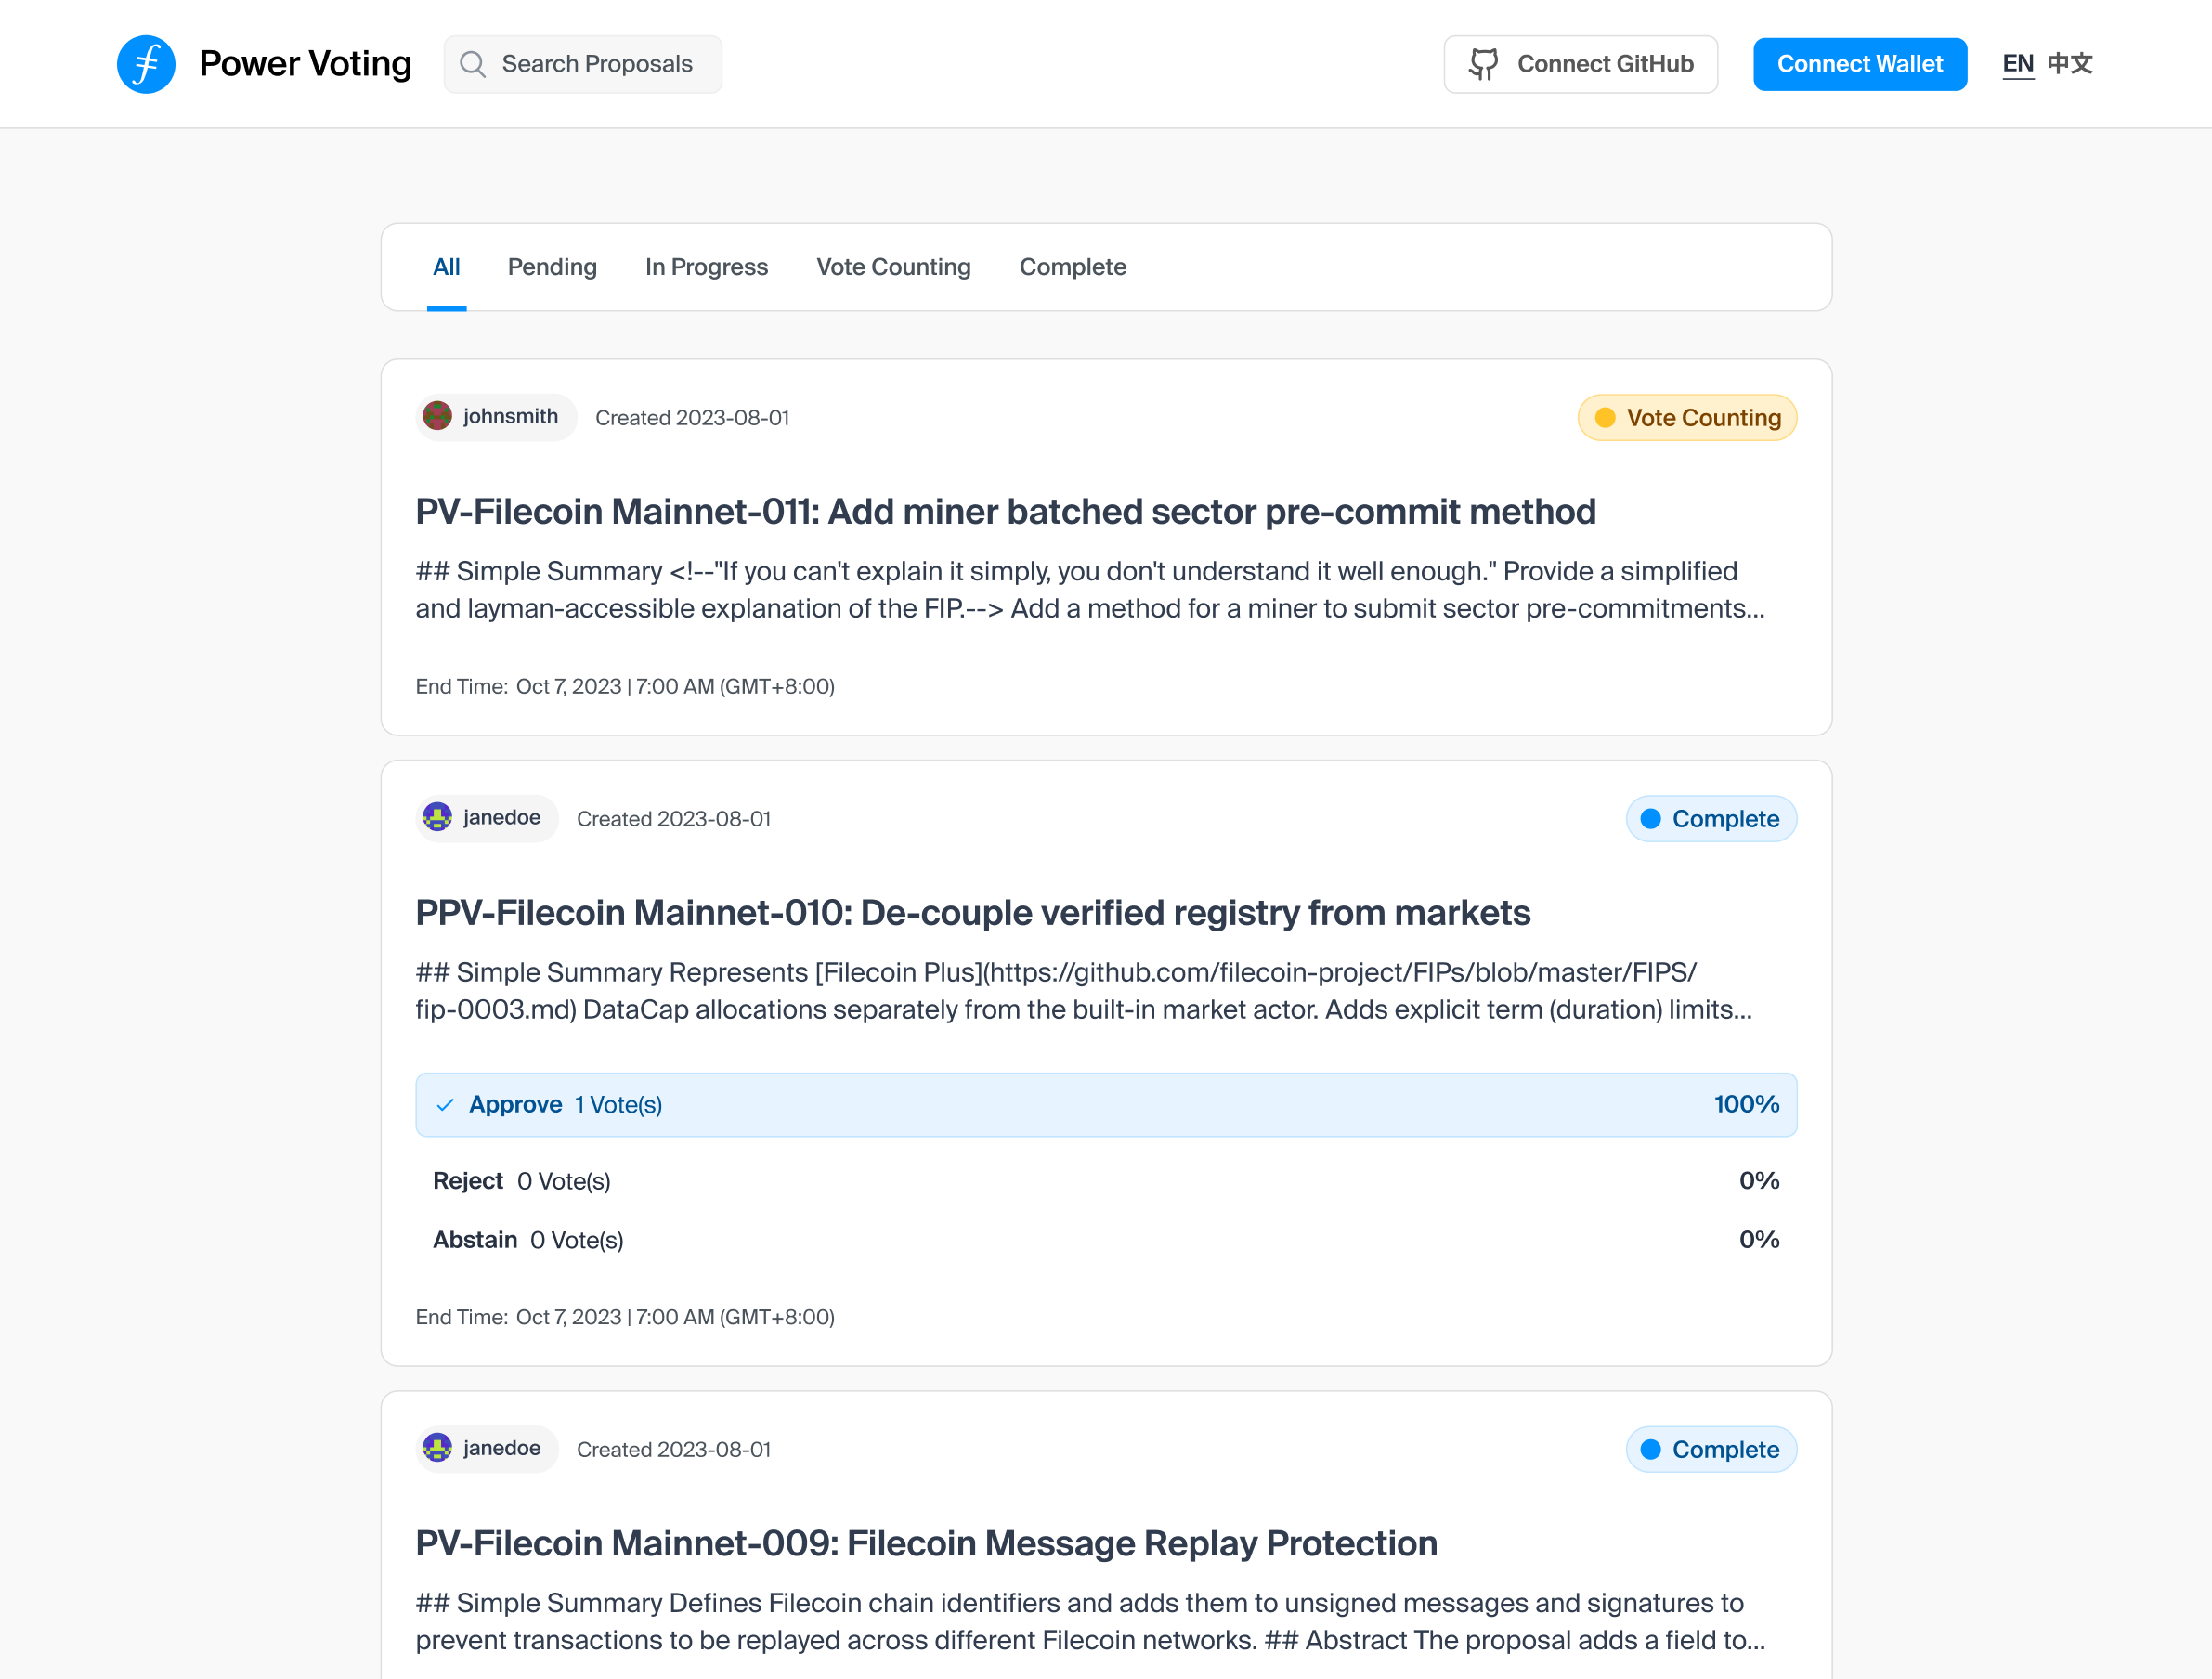 Power Voting
Search Proposals
Connect GitHub
Connect Wallet
EN 中文
All
Pending
In Progress
Vote Counting
Complete
johnsmith
Created 2023-08-01
Vote Counting
PV-Filecoin Mainnet-011: Add miner batched sector pre-commit method
## Simple Summary <!--"If you can't explain it simply, you don't understand it well enough." Provide a simplified
and layman-accessible explanation of the FIP.--> Add a method for a miner to submit sector pre-commitments...
End Time: Oct 7, 2023 | 7:00 AM (GMT+8:00)
janedoe
Created 2023-08-01
Complete
PPV-Filecoin Mainnet-010: De-couple verified registry from markets
## Simple Summary Represents [Filecoin Plus](https://github.com/filecoin-project/FIPs/blob/master/FIPS/
fip-0003.md) DataCap allocations separately from the built-in market actor. Adds explicit term (duration) limits...
Approve 1 Vote(s)
100%
Reject 0 Vote(s)
0%
Abstain 0 Vote(s)
0%
End Time: Oct 7, 2023 | 7:00 AM (GMT+8:00)
janedoe
Created 2023-08-01
Complete
PV-Filecoin Mainnet-009: Filecoin Message Replay Protection
## Simple Summary Defines Filecoin chain identifiers and adds them to unsigned messages and signatures to
prevent transactions to be replayed across different Filecoin networks. ## Abstract The proposal adds a field to...